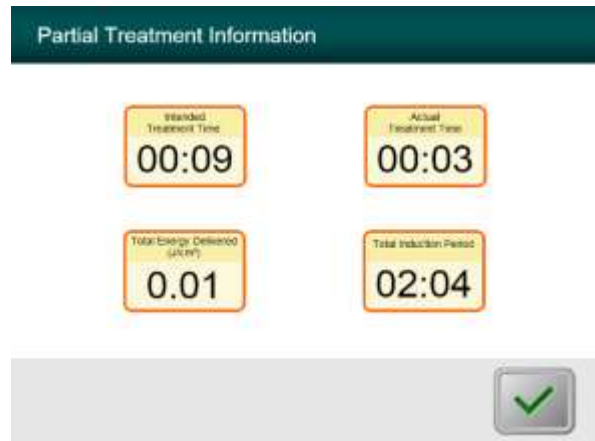 Partial Treatment Information
Intended
Treatment Time
00:09
Actual
Treatment Time
00:03
Total Energy Delivered
(J/cm²)
0.01
Total Induction Period
02:04